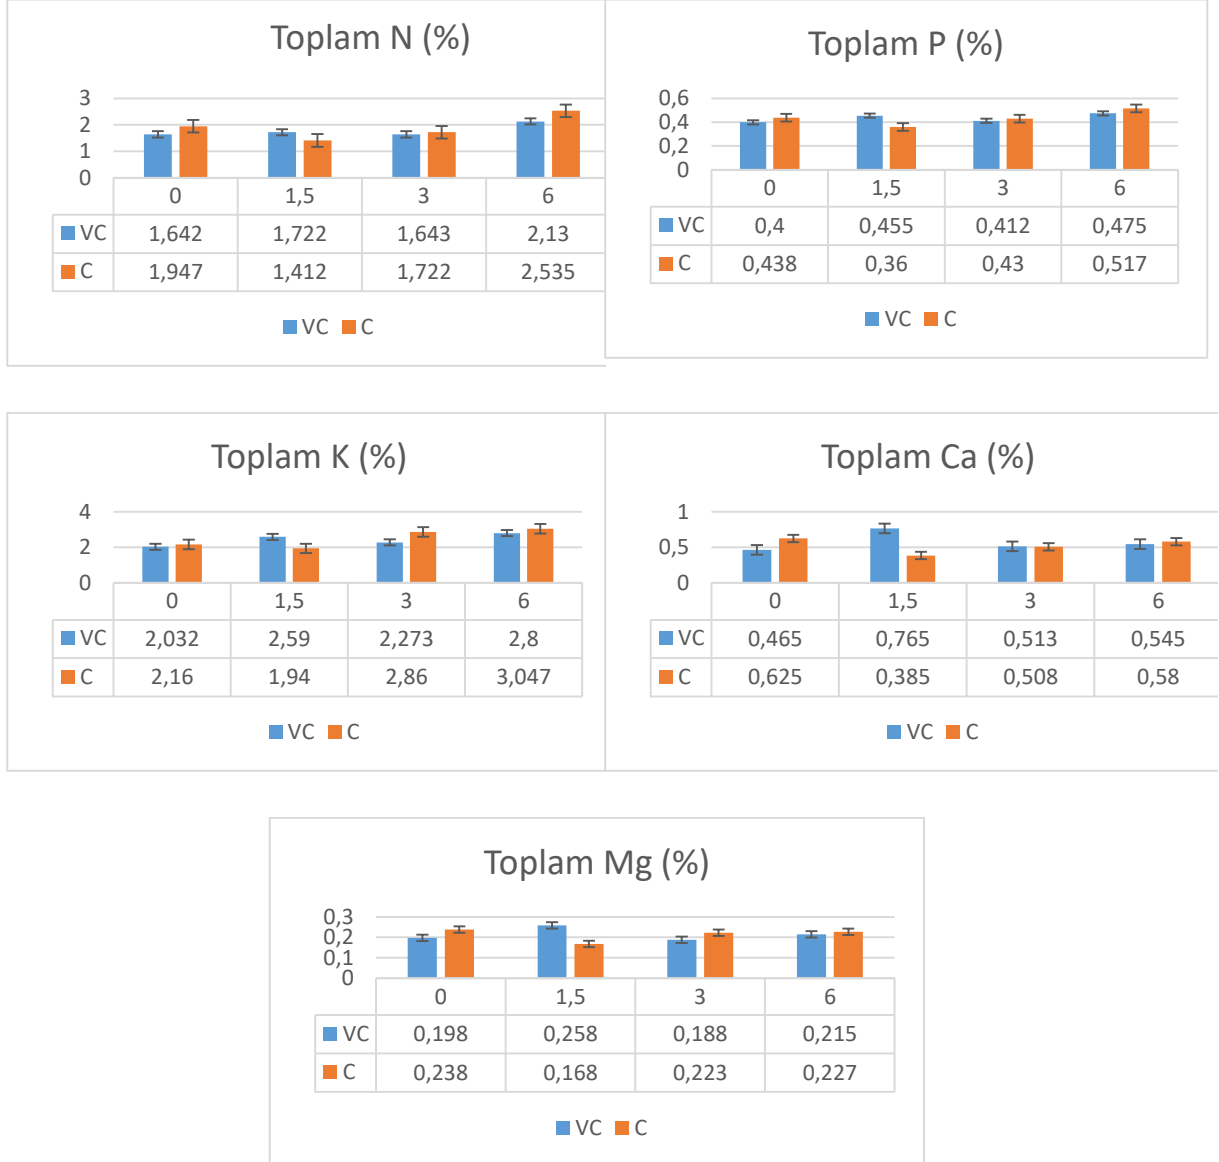 Toplam N (%)
3
2
1
0
0 1,5 3 6
VC 1,642 1,722 1,643 2,13
C 1,947 1,412 1,722 2,535
VC C
Toplam P (%)
0,6
0,4
0,2
0
0 1,5 3 6
VC 0,4 0,455 0,412 0,475
C 0,438 0,36 0,43 0,517
VC C
Toplam K (%)
4
2
0
0 1,5 3 6
VC 2,032 2,59 2,273 2,8
C 2,16 1,94 2,86 3,047
VC C
Toplam Ca (%)
1
0,5
0
0 1,5 3 6
VC 0,465 0,765 0,513 0,545
C 0,625 0,385 0,508 0,58
VC C
Toplam Mg (%)
0,3
0,2
0,1
0
0 1,5 3 6
VC 0,198 0,258 0,188 0,215
C 0,238 0,168 0,223 0,227
VC C